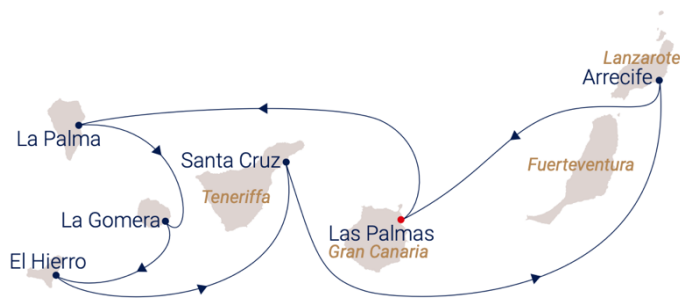 Lanzarote
Arrecife
La Palma
Santa Cruz
Fuerteventura
Teneriffa
La Gomera
Las Palmas
Gran Canaria
El Hierro